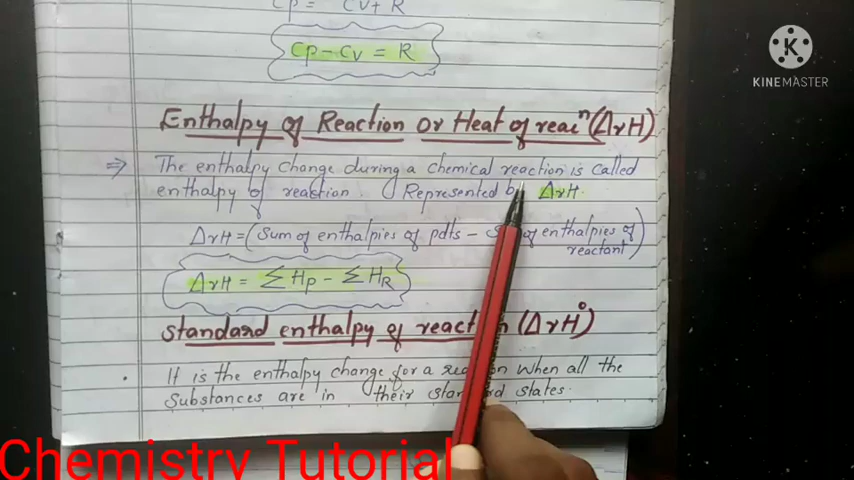 Cp = Cv + R
Cp - Cv = R
KINEMASTER
Enthalpy of Reaction Or Heat of reacⁿ (ΔrH)
⇒ The enthalpy change during a chemical reaction is called
enthalpy of reaction. Represented ΔrH.
ΔrH = (Sum of enthalpies of pdts - of enthalpies of
reactant)
ΔrH = ΣHp - ΣHR
Standard enthalpy of reaction (ΔrH°)
. It is the enthalpy change for a when all the
Substances are in their standard states.
Chemistry Tutorial